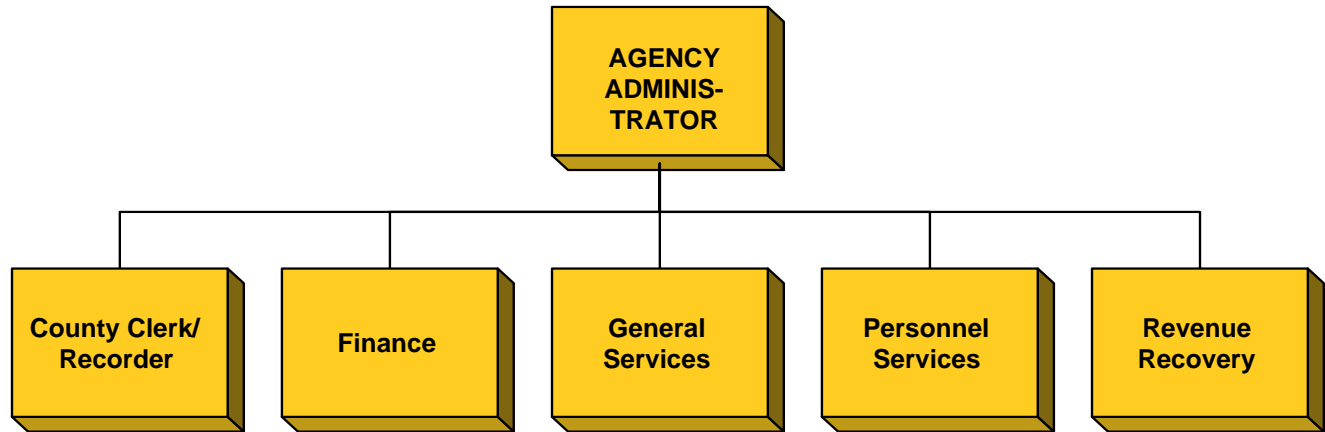 AGENCY
ADMINIS-
TRATOR
County Clerk/
Recorder
Finance
General
Services
Personnel
Services
Revenue
Recovery